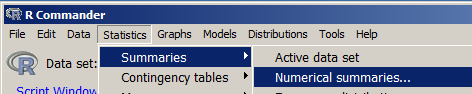 R Commander
File Edit Data Statistics Graphs Models Distributions Tools Help
Data set: Summaries Active data set
Contingency tables Numerical summaries...
Script Window